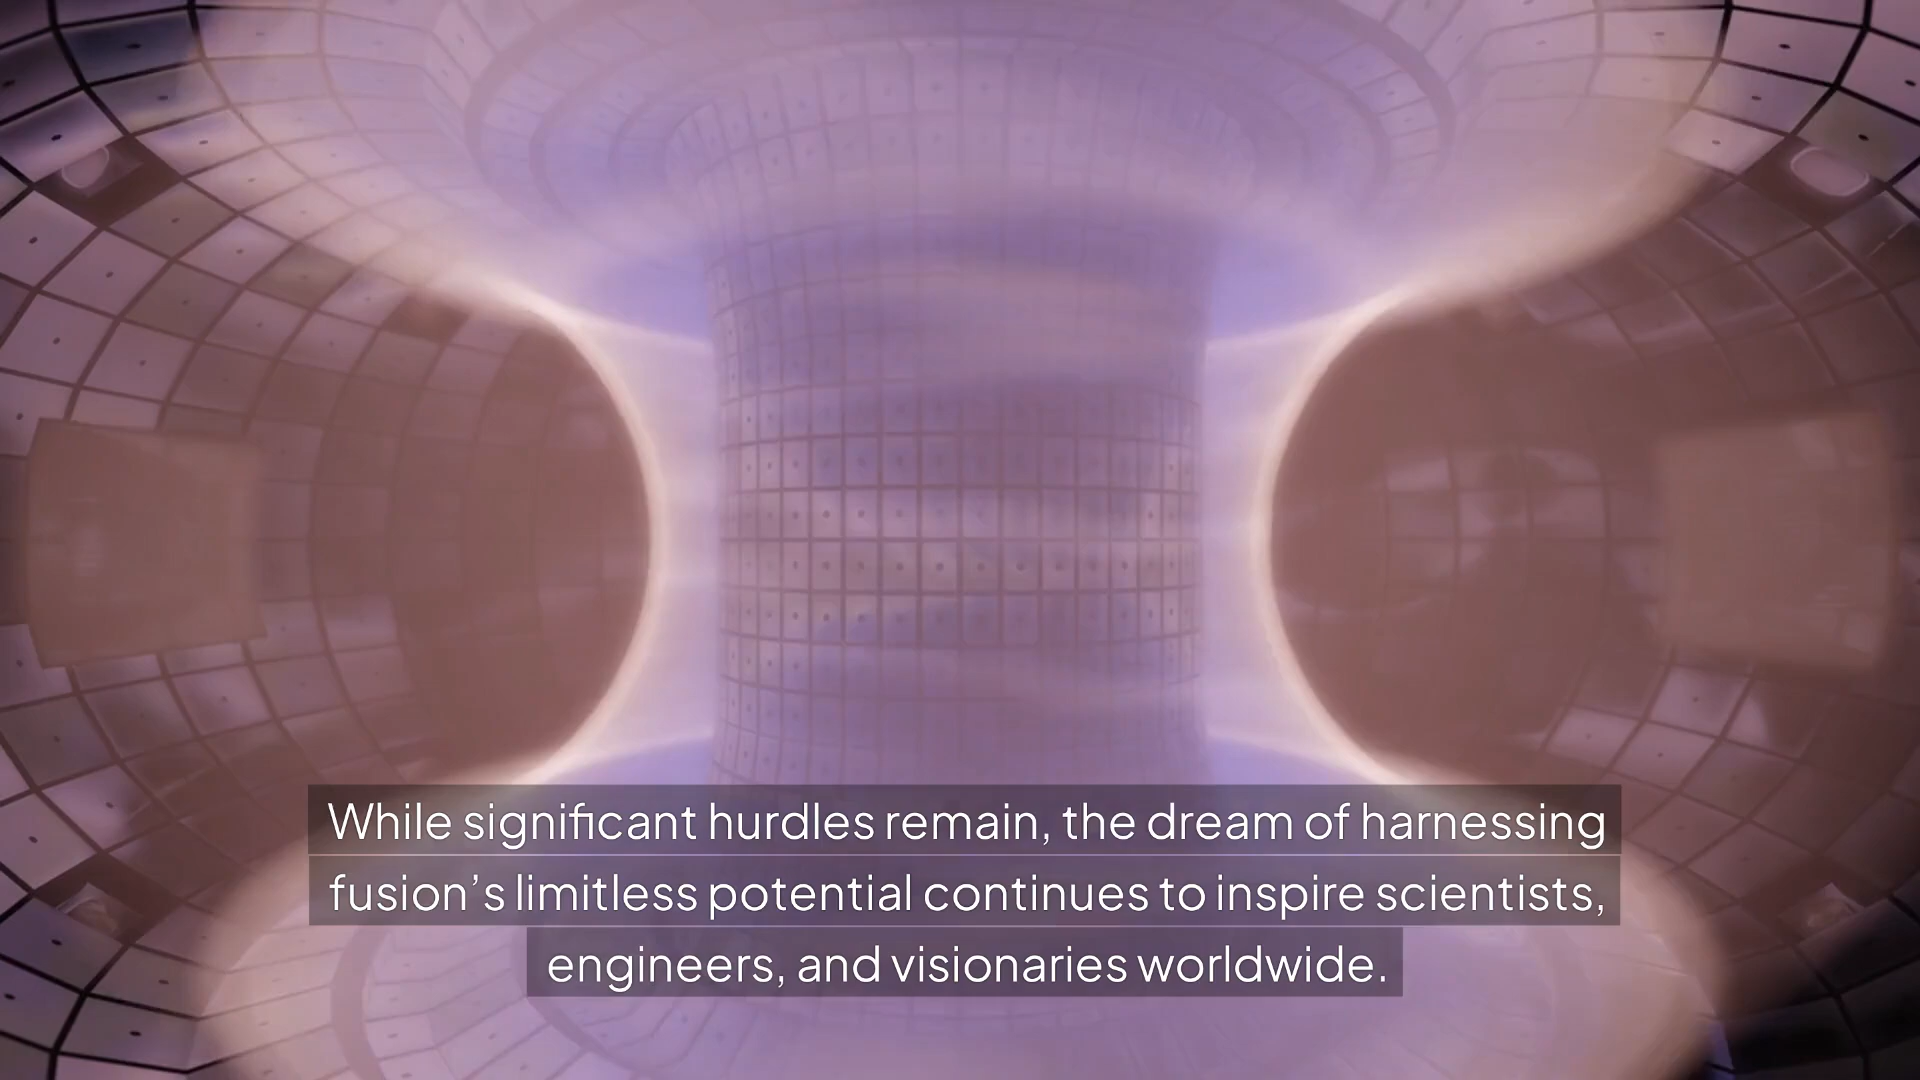 While significant hurdles remain, the dream of harnessing
fusion’s limitless potential continues to inspire scientists,
engineers, and visionaries worldwide.